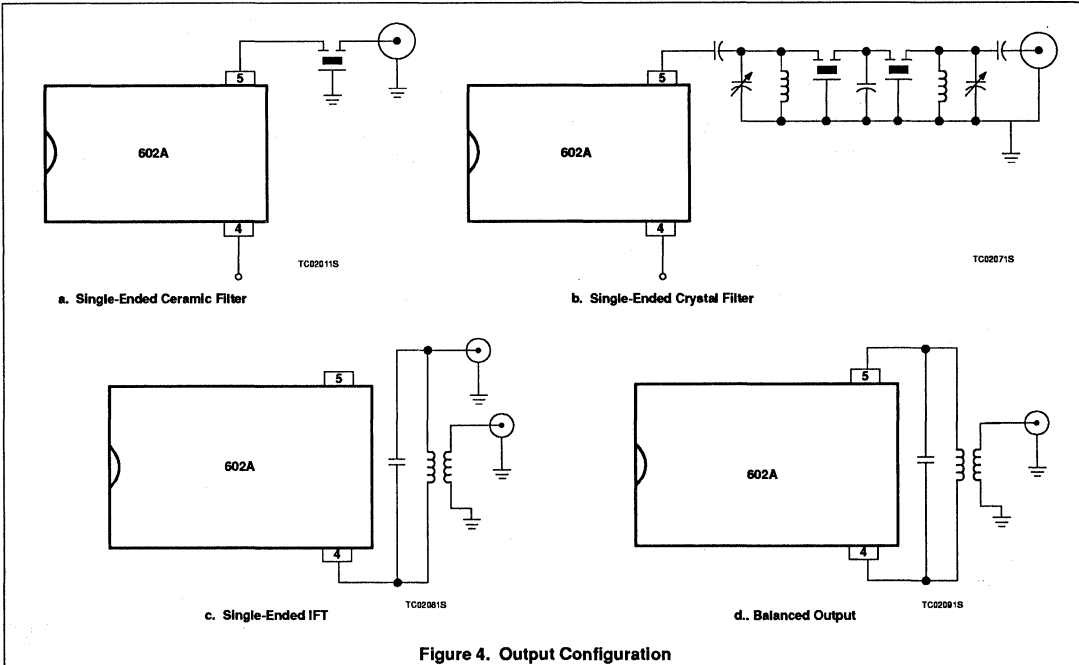 5
602A
4
TC02011S
a. Single-Ended Ceramic Filter
5
602A
4
TC02071S
b. Single-Ended Crystal Filter
5
602A
4
TC02081S
c. Single-Ended IFT
5
602A
4
TC02091S
d.. Balanced Output
Figure 4. Output Configuration